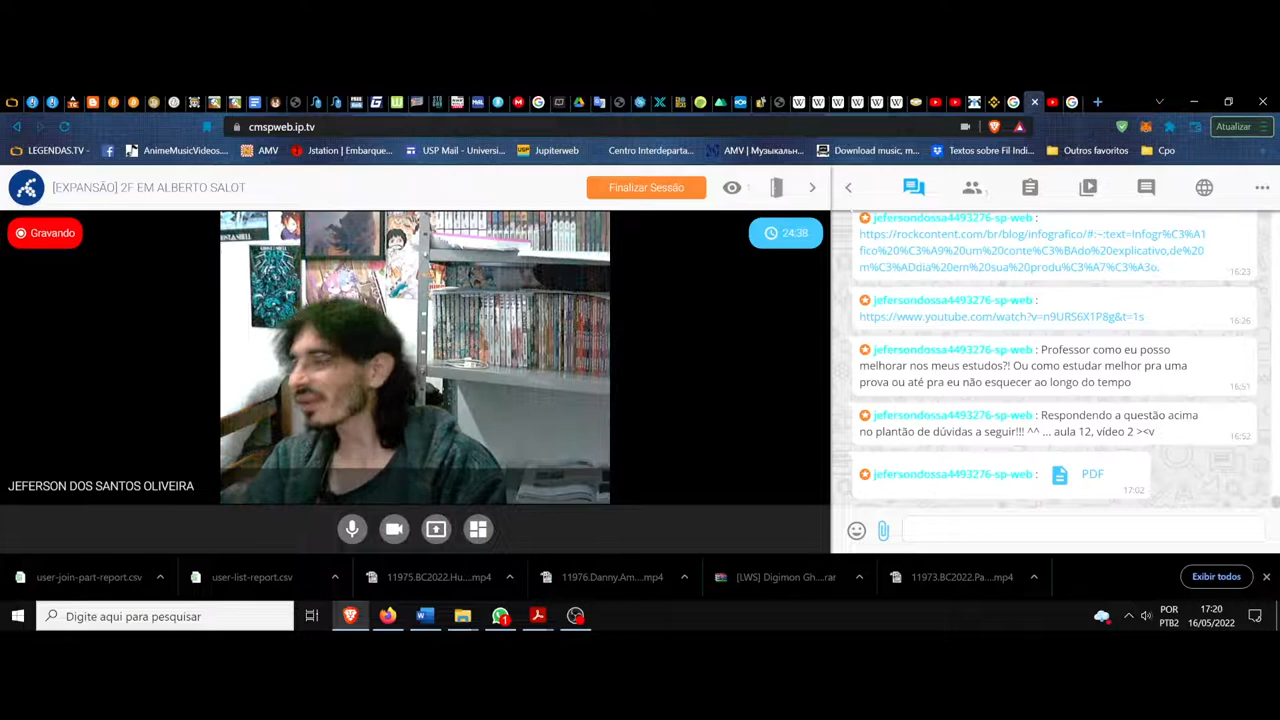 cmspweb.ip.tv
Atualizar
LEGENDAS.TV -
AnimeMusicVideos...
AMV
Jstation | Embarque...
USP Mail - Universi...
Jupiterweb
Centro Interdeparta...
AMV | Музыкальн...
Download music, m...
Textos sobre Fil Indi...
Outros favoritos
Cpo
[EXPANSÃO] 2F EM ALBERTO SALOT
Finalizar Sessão
1
1
Gravando
24:38
JEFERSON DOS SANTOS OLIVEIRA
jefersondossa4493276-sp-web :
https://rockcontent.com/br/blog/infografico/#:~:text=Infogr%C3%A1
fico%20%C3%A9%20um%20conte%C3%BAdo%20explicativo,de%20
m%C3%ADdia%20em%20sua%20produ%C3%A7%C3%A3o.
16:23
jefersondossa4493276-sp-web :
https://www.youtube.com/watch?v=n9URS6X1P8g&t=1s
16:26
jefersondossa4493276-sp-web : Professor como eu posso
melhorar nos meus estudos?! Ou como estudar melhor pra uma
prova ou até pra eu não esquecer ao longo do tempo
16:51
jefersondossa4493276-sp-web : Respondendo a questão acima
no plantão de dúvidas a seguir!!! ^^ ... aula 12, vídeo 2 ><v
16:52
jefersondossa4493276-sp-web : PDF
17:02
user-join-part-report.csv
user-list-report.csv
11975.BC2022.Hu....mp4
11976.Danny.Am....mp4
[LWS] Digimon Gh....rar
11973.BC2022.Pa....mp4
Exibir todos
Digite aqui para pesquisar
1
POR
PTB2
17:20
16/05/2022